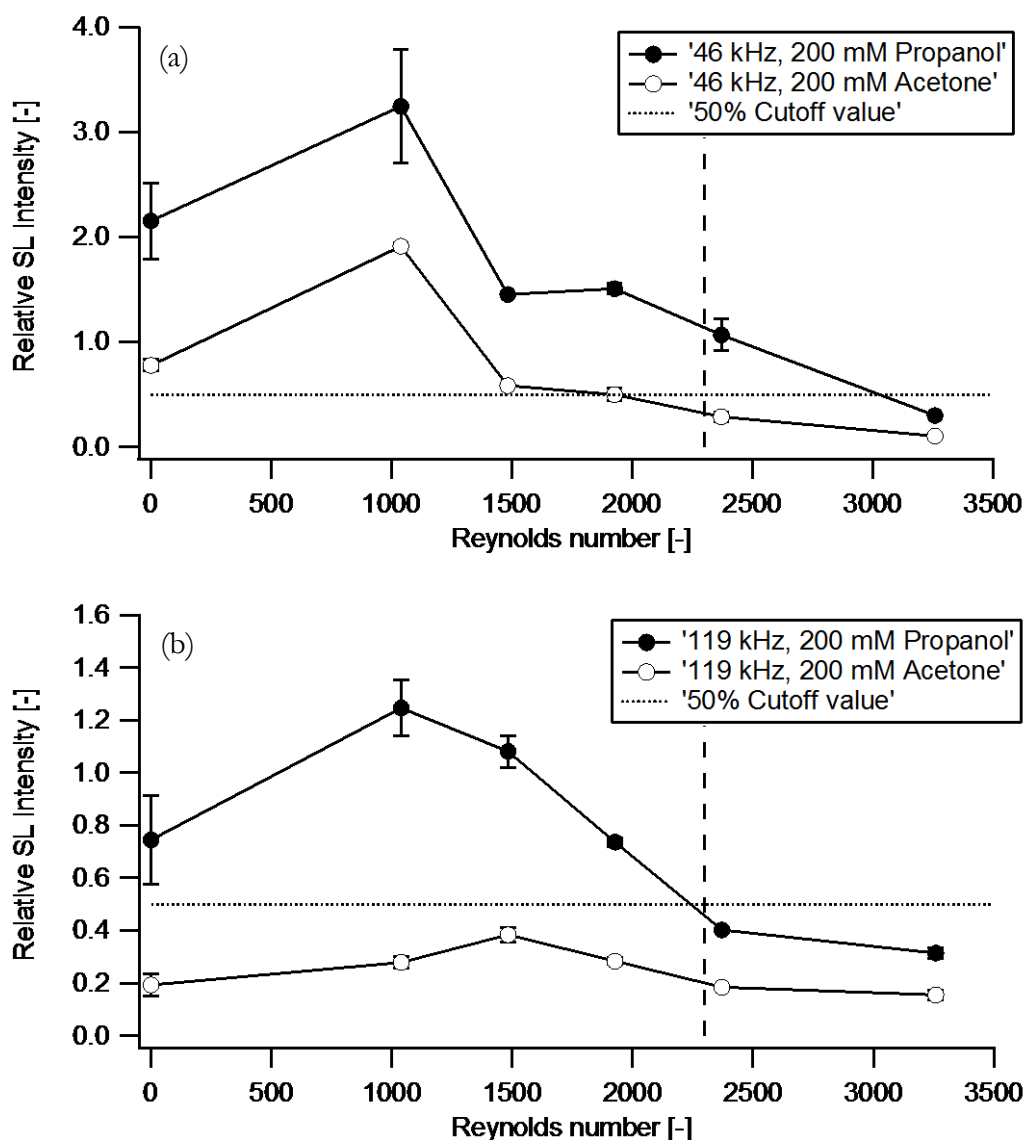 (a)
4.0
3.0
2.0
1.0
0.0
Relative SL Intensity [-]
'46 kHz, 200 mM Propanol'
'46 kHz, 200 mM Acetone'
'50% Cutoff value'
0 500 1000 1500 2000 2500 3000 3500
Reynolds number [-]
(b)
1.6
1.4
1.2
1.0
0.8
0.6
0.4
0.2
0.0
Relative SL Intensity [-]
'119 kHz, 200 mM Propanol'
'119 kHz, 200 mM Acetone'
'50% Cutoff value'
0 500 1000 1500 2000 2500 3000 3500
Reynolds number [-]